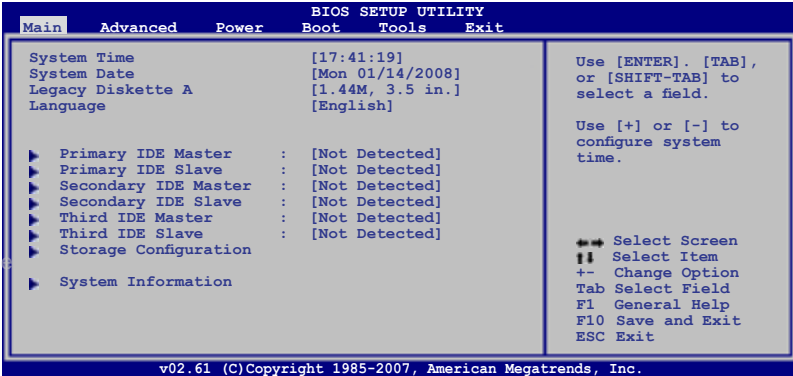 BIOS SETUP UTILITY
Main Advanced Power Boot Tools Exit
System Time [17:41:19]
System Date [Mon 01/14/2008]
Legacy Diskette A [1.44M, 3.5 in.]
Language [English]
Primary IDE Master : [Not Detected]
Primary IDE Slave : [Not Detected]
Secondary IDE Master : [Not Detected]
Secondary IDE Slave : [Not Detected]
Third IDE Master : [Not Detected]
Third IDE Slave : [Not Detected]
Storage Configuration
System Information
Use [ENTER]. [TAB],
or [SHIFT-TAB] to
select a field.
Use [+] or [-] to
configure system
time.
Select Screen
Select Item
+- Change Option
Tab Select Field
F1 General Help
F10 Save and Exit
ESC Exit
v02.61 (C)Copyright 1985-2007, American Megatrends, Inc.